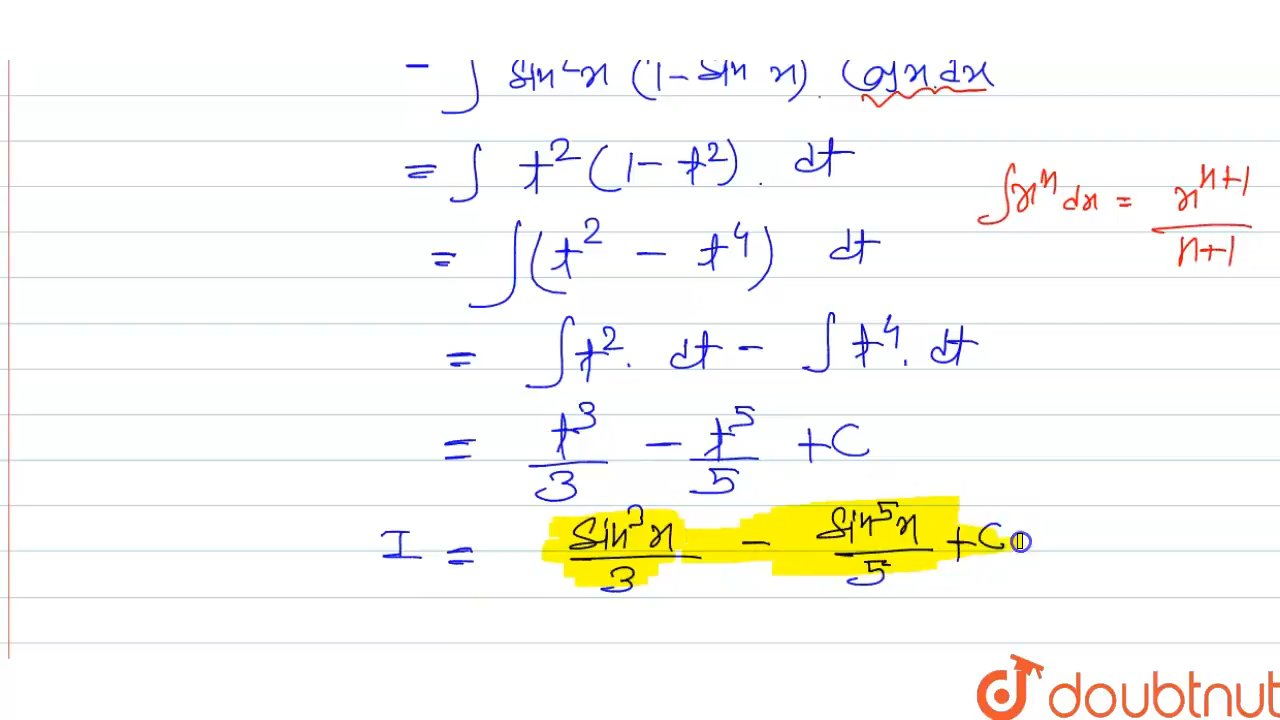 = ∫ sin²x (1 - sin x). Cosx.dx
= ∫ t² (1 - t²). dt
∫xⁿ dx = xⁿ⁺¹/n+1
= ∫(t² - t⁴) dt
= ∫t². dt - ∫t⁴. dt
= t³/3 - t⁵/5 + C
I = Sin³x/3 - Sin⁵x/5 + C
doubtnut